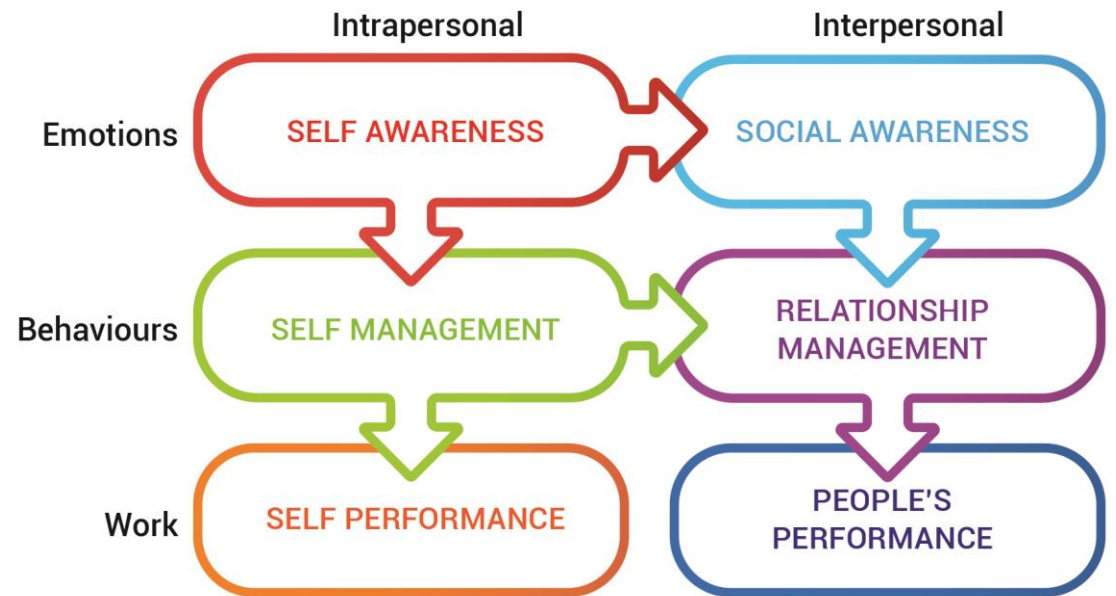 Intrapersonal Interpersonal
Emotions SELF AWARENESS SOCIAL AWARENESS
Behaviours SELF MANAGEMENT RELATIONSHIP
MANAGEMENT
Work SELF PERFORMANCE PEOPLE'S
PERFORMANCE